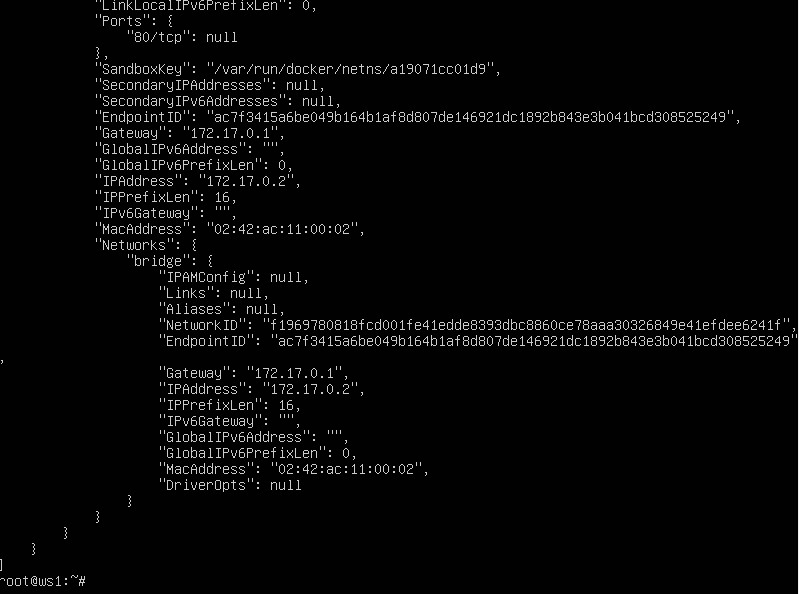 "LinkLocalIPv6PrefixLen": 0,
"Ports": {
"80/tcp": null
},
"SandboxKey": "/var/run/docker/netns/a19071cc01d9",
"SecondaryIPAddresses": null,
"SecondaryIPv6Addresses": null,
"EndpointID": "ac7f3415a6be049b164b1af8d807de146921dc1892b843e3b041bcd308525249",
"Gateway": "172.17.0.1",
"GlobalIPv6Address": "",
"GlobalIPv6PrefixLen": 0,
"IPAddress": "172.17.0.2",
"IPPrefixLen": 16,
"IPv6Gateway": "",
"MacAddress": "02:42:ac:11:00:02",
"Networks": {
"bridge": {
"IPAMConfig": null,
"Links": null,
"Aliases": null,
"NetworkID": "f1969780818fcd001fe41edde8393dbc8860ce78aaa30326849e41efdee6241f",
"EndpointID": "ac7f3415a6be049b164b1af8d807de146921dc1892b843e3b041bcd308525249"
,
"Gateway": "172.17.0.1",
"IPAddress": "172.17.0.2",
"IPPrefixLen": 16,
"IPv6Gateway": "",
"GlobalIPv6Address": "",
"GlobalIPv6PrefixLen": 0,
"MacAddress": "02:42:ac:11:00:02",
"DriverOpts": null
}
}
}
}
]
root@ws1:~#